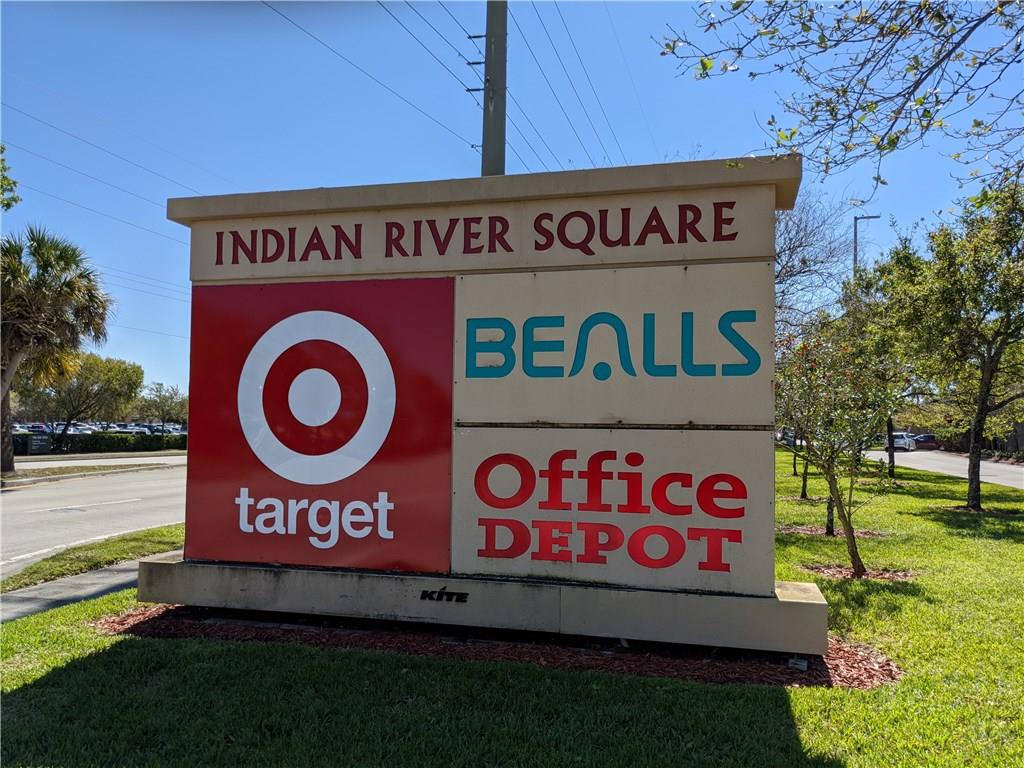 INDIAN RIVER SQUARE
target
BEALLS
Office
DEPOT
KITE